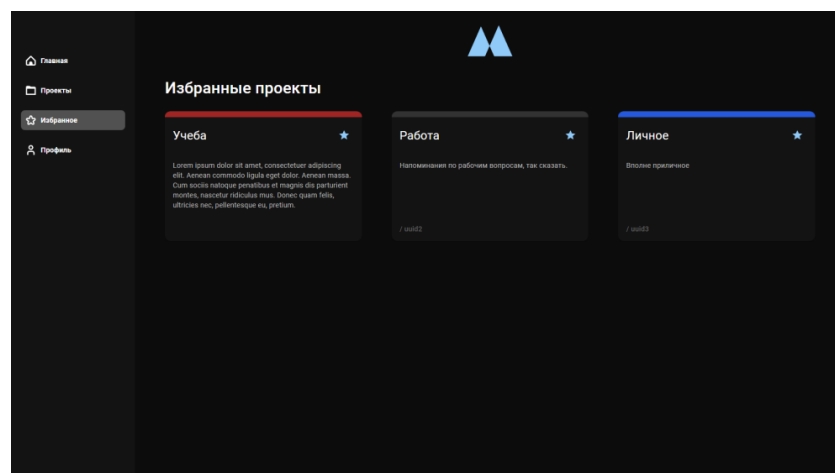 Главная
Проекты
Избранное
Профиль
Избранные проекты
Учеба
Lorem ipsum dolor sit amet, consectetuer adipiscing
elit. Aenean commodo ligula eget dolor. Aenean massa.
Cum sociis natoque penatibus et magnis dis parturient
montes, nascetur ridiculus mus. Donec quam felis,
ultricies nec, pellentesque eu, pretium.
Работа
Напоминания по рабочим вопросам, так сказать.
/ uuid2
Личное
Вполне приличное
/ uuid3